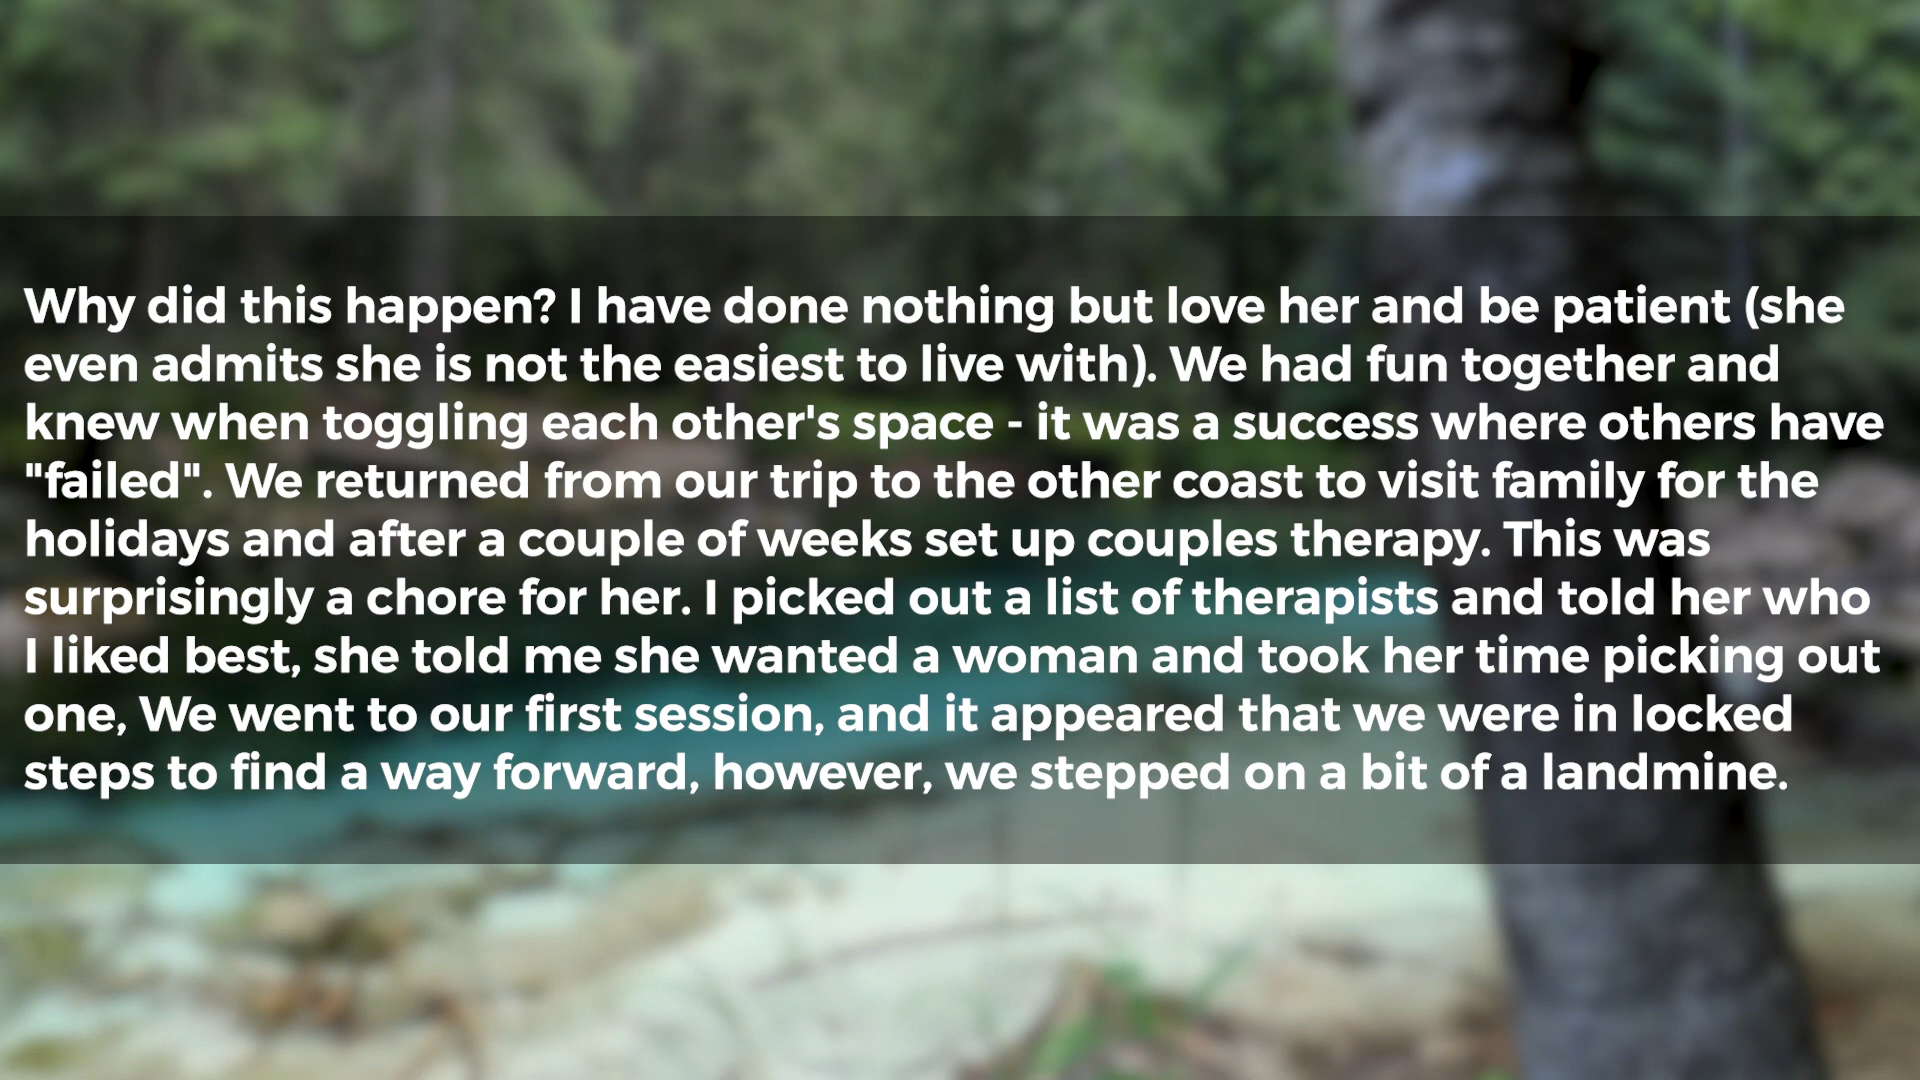 Why did this happen? I have done nothing but love her and be patient (she
even admits she is not the easiest to live with). We had fun together and
knew when toggling each other's space - it was a success where others have
"failed". We returned from our trip to the other coast to visit family for the
holidays and after a couple of weeks set up couples therapy. This was
surprisingly a chore for her. I picked out a list of therapists and told her who
I liked best, she told me she wanted a woman and took her time picking out
one, We went to our first session, and it appeared that we were in locked
steps to find a way forward, however, we stepped on a bit of a landmine.